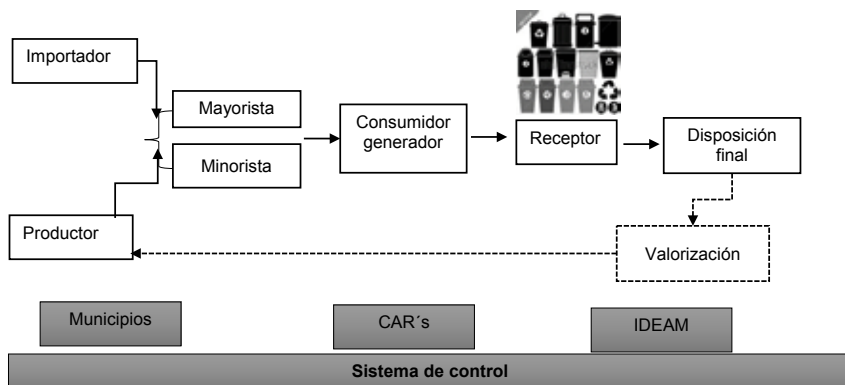 Importador
Mayorista
Minorista
Productor
Consumidor
generador
Receptor
Disposición
final
Valorización
Municipios
CAR´s
IDEAM
Sistema de control